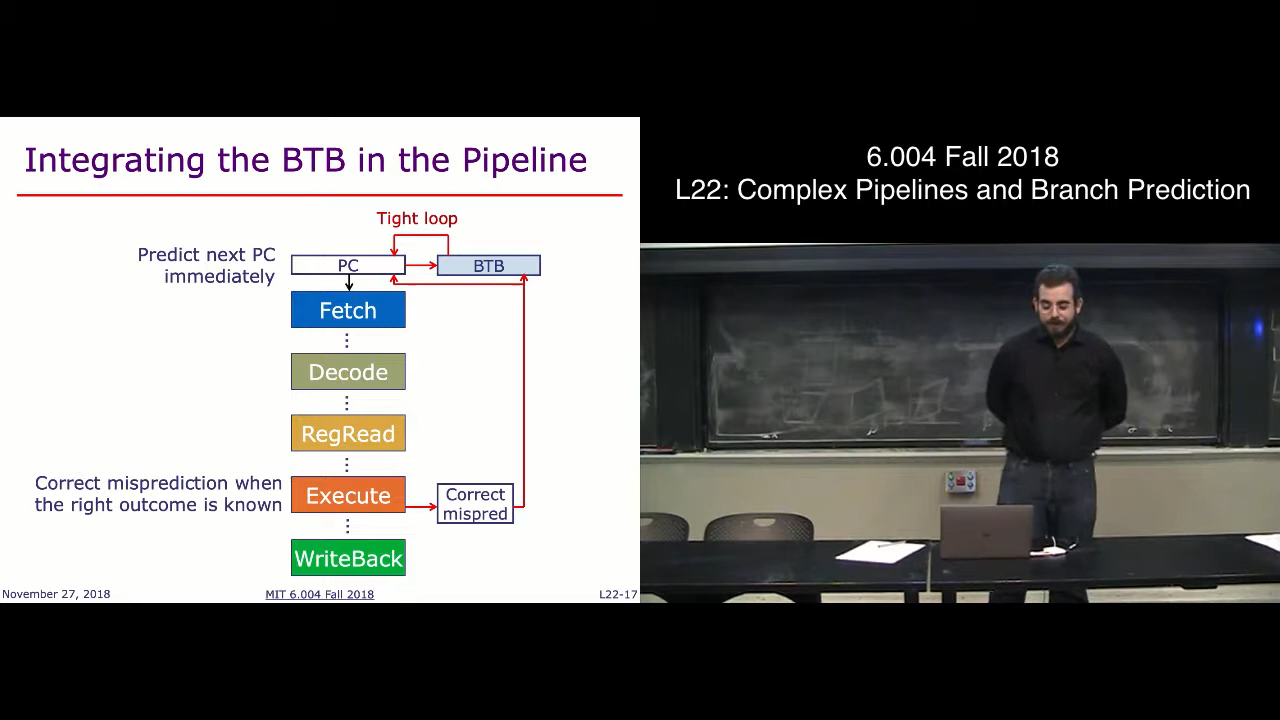 Integrating the BTB in the Pipeline
Tight loop
Predict next PC
immediately
PC
BTB
Fetch
Decode
RegRead
Correct misprediction when
the right outcome is known
Execute
Correct
mispred
WriteBack
November 27, 2018
MIT 6.004 Fall 2018
L22-17
6.004 Fall 2018
L22: Complex Pipelines and Branch Prediction